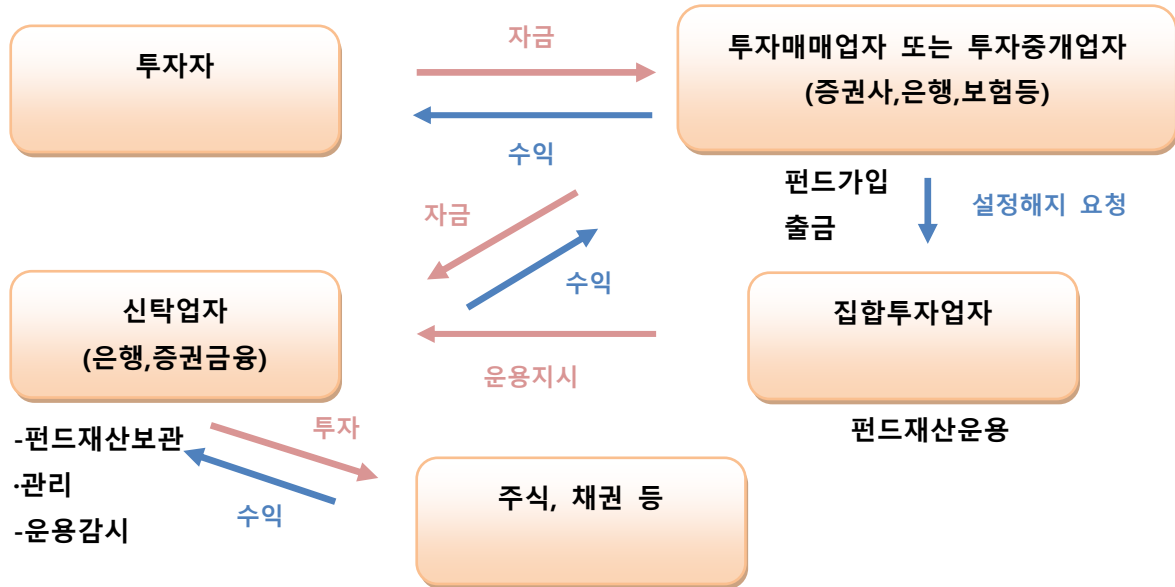 투자자
자금
수익
투자매매업자 또는 투자중개업자
(증권사,은행,보험등)
펀드가입
출금
설정해지 요청
자금
수익
신탁업자
(은행,증권금융)
운용지시
집합투자업자
펀드재산운용
-펀드재산보관
·관리
-운용감시
투자
수익
주식, 채권 등